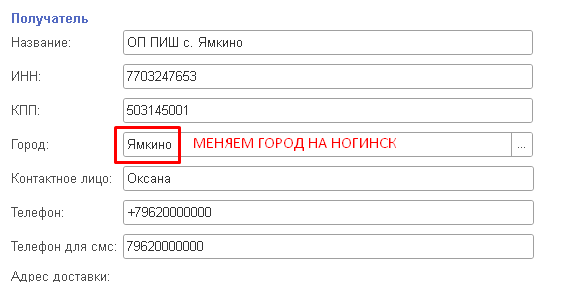 Получатель
Название: ОП ПИШ с. Ямкино
ИНН: 7703247653
КПП: 503145001
Город: Ямкино МЕНЯЕМ ГОРОД НА НОГИНСК ...
Контактное лицо: Оксана
Телефон: +79620000000
Телефон для смс: 79620000000
Адрес доставки: